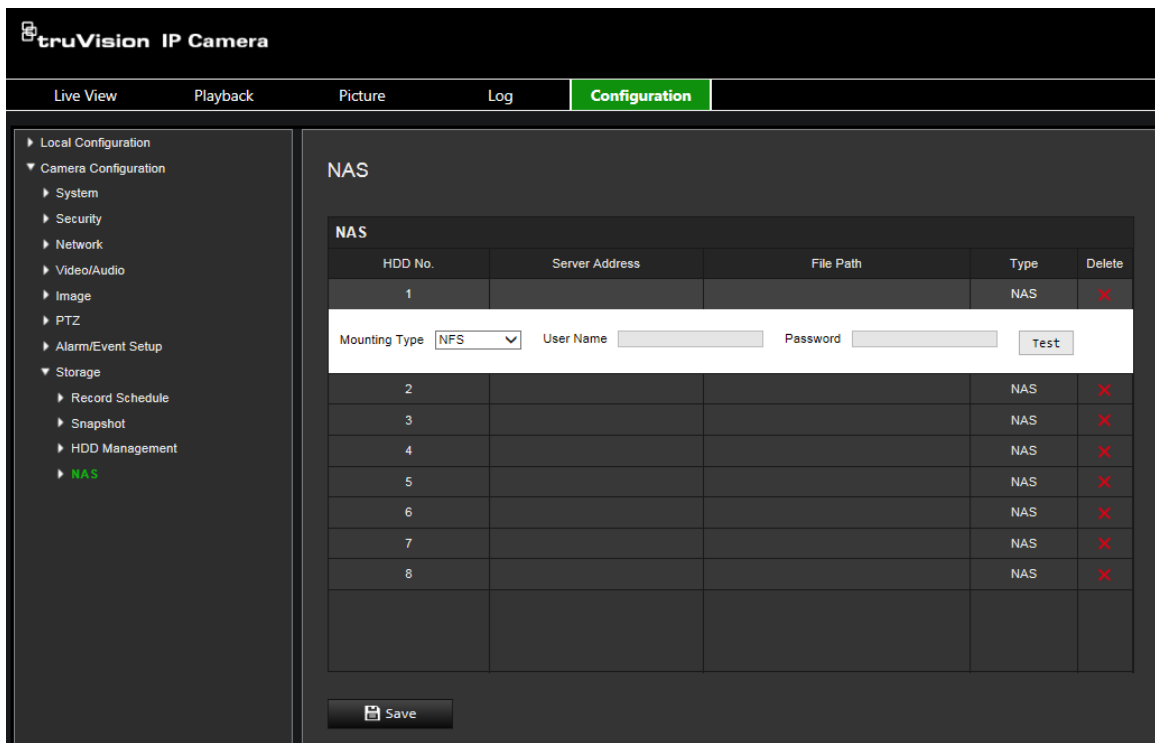 truVision IP Camera
Live View Playback Picture Log Configuration
Local Configuration
Camera Configuration
System
Security
Network
Video/Audio
Image
PTZ
Alarm/Event Setup
Storage
Record Schedule
Snapshot
HDD Management
NAS
NAS
NAS
HDD No. Server Address File Path Type Delete
1 NAS
Mounting Type NFS User Name Password Test
2 NAS
3 NAS
4 NAS
5 NAS
6 NAS
7 NAS
8 NAS
Save